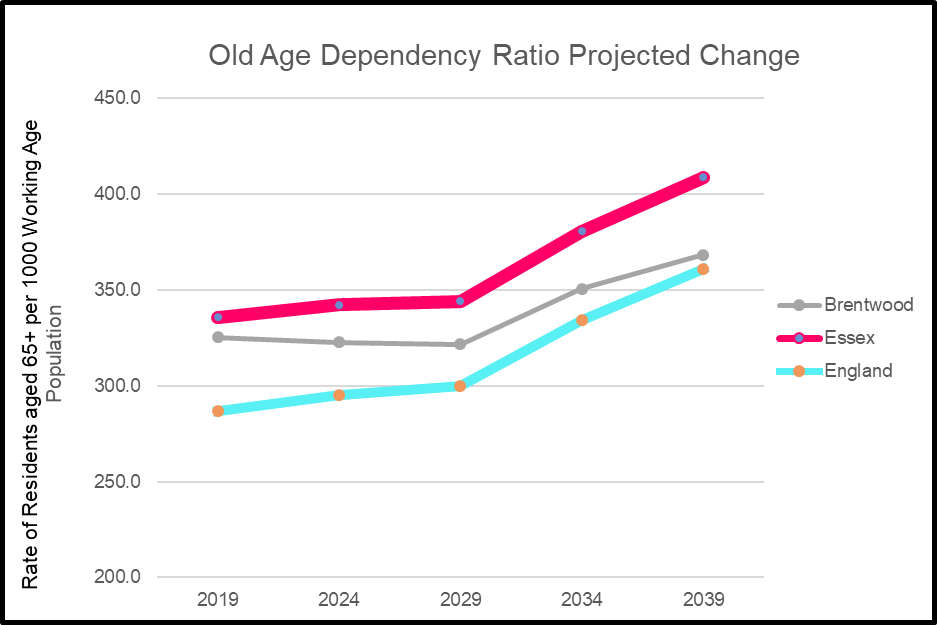 Old Age Dependency Ratio Projected Change
Rate of Residents aged 65+ per 1000 Working Age
Population
450.0
400.0
350.0
300.0
250.0
200.0
2019 2024 2029 2034 2039
Brentwood
Essex
England